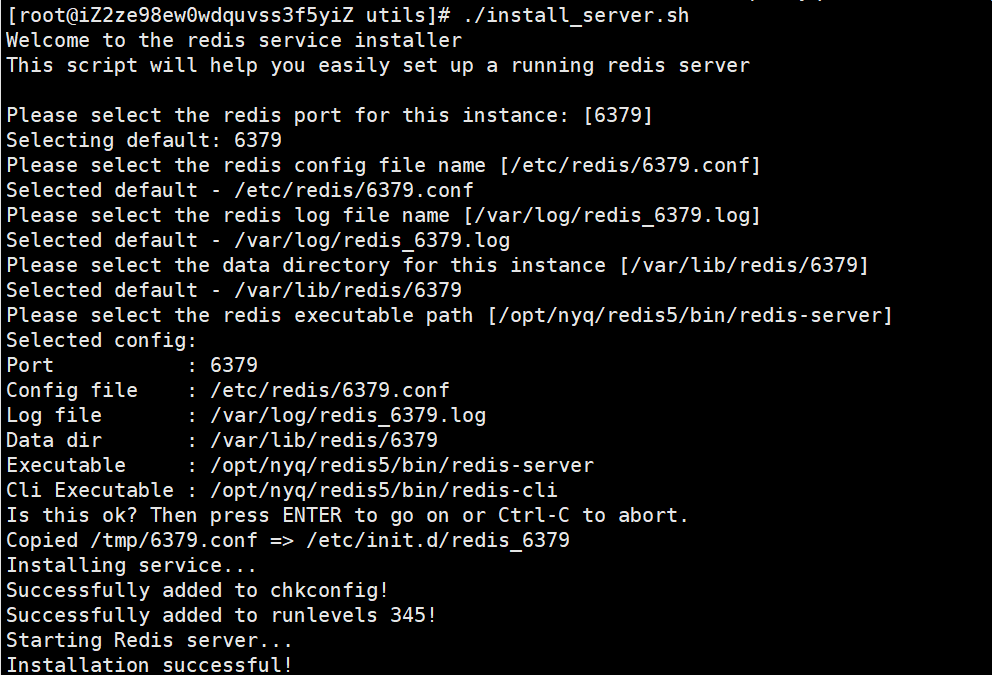 [root@iZ2ze98ew0wdquvss3f5yiZ utils]# ./install_server.sh
Welcome to the redis service installer
This script will help you easily set up a running redis server
Please select the redis port for this instance: [6379]
Selecting default: 6379
Please select the redis config file name [/etc/redis/6379.conf]
Selected default - /etc/redis/6379.conf
Please select the redis log file name [/var/log/redis_6379.log]
Selected default - /var/log/redis_6379.log
Please select the data directory for this instance [/var/lib/redis/6379]
Selected default - /var/lib/redis/6379
Please select the redis executable path [/opt/nyq/redis5/bin/redis-server]
Selected config:
Port           : 6379
Config file    : /etc/redis/6379.conf
Log file       : /var/log/redis_6379.log
Data dir       : /var/lib/redis/6379
Executable     : /opt/nyq/redis5/bin/redis-server
Cli Executable : /opt/nyq/redis5/bin/redis-cli
Is this ok? Then press ENTER to go on or Ctrl-C to abort.
Copied /tmp/6379.conf => /etc/init.d/redis_6379
Installing service...
Successfully added to chkconfig!
Successfully added to runlevels 345!
Starting Redis server...
Installation successful!